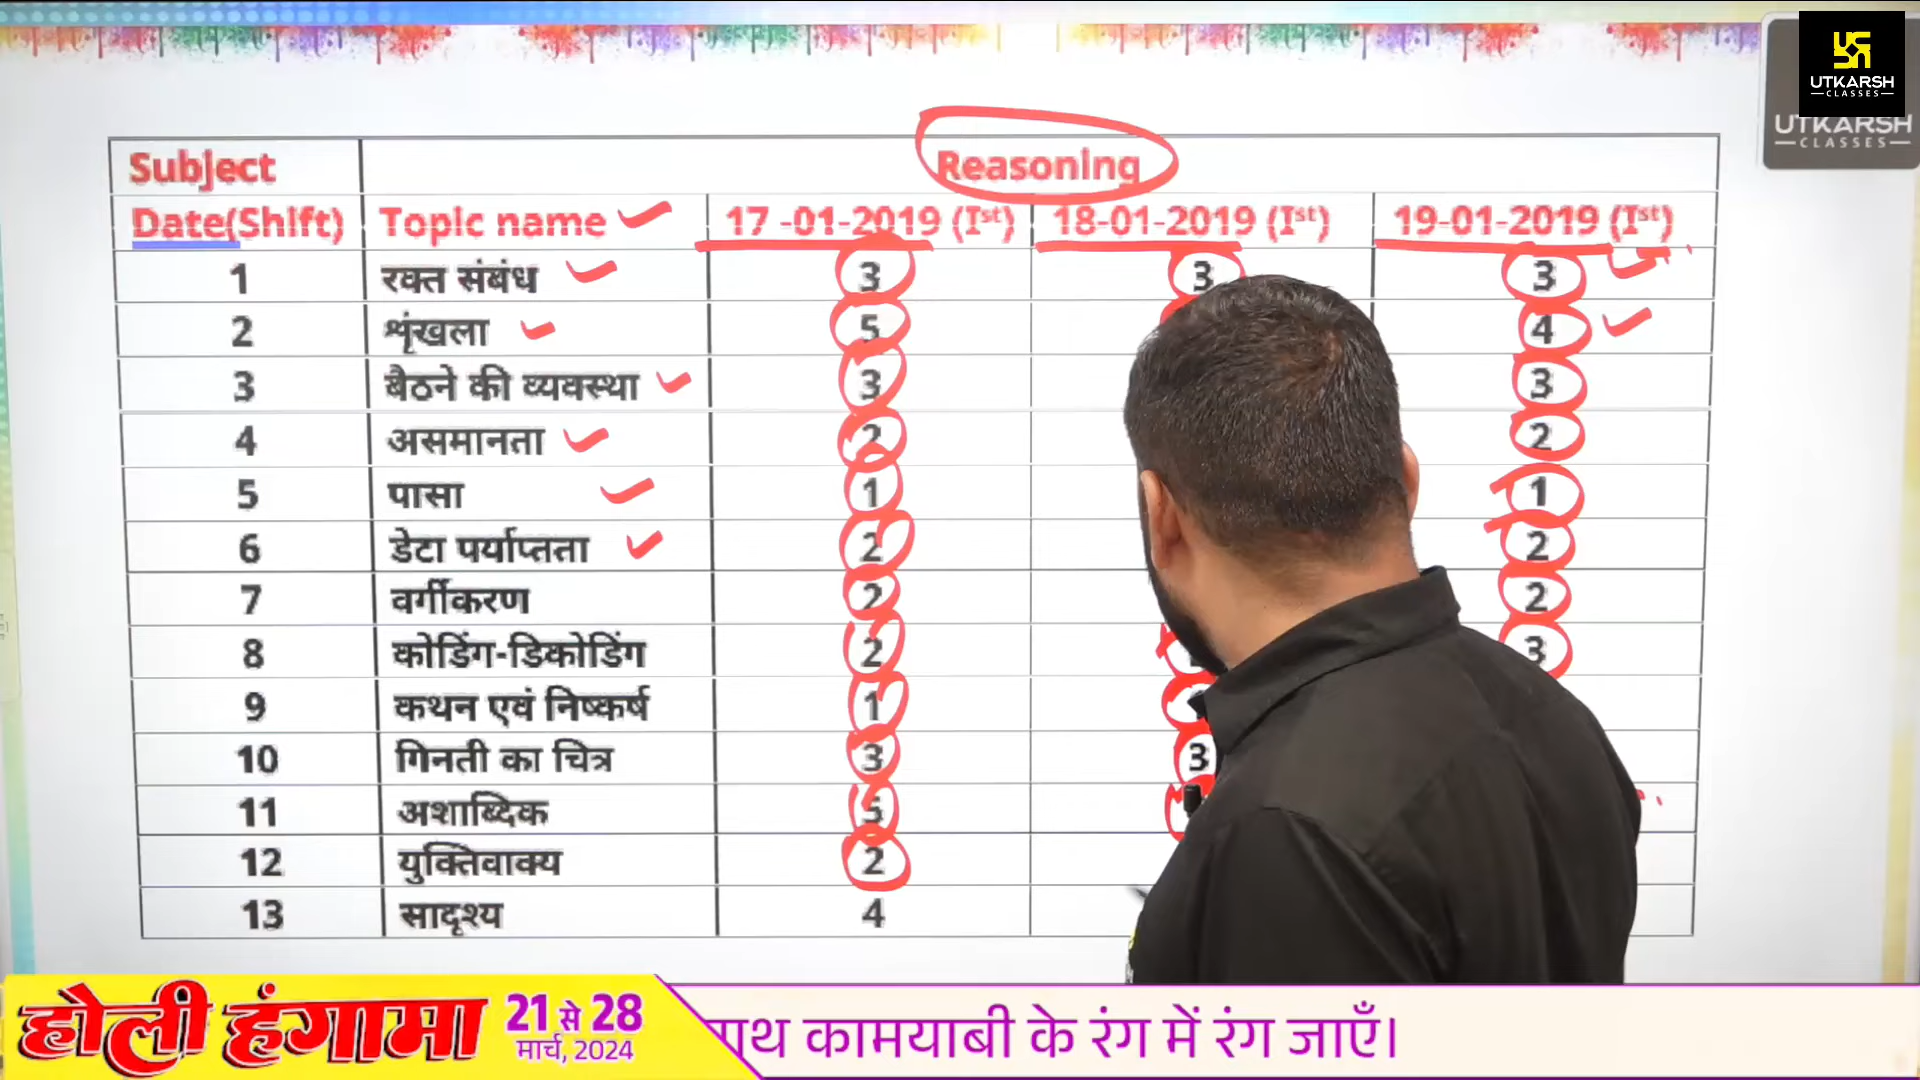 UTKARSH
CLASSES
UTKARSH
CLASSES
Subject Reasoning
Date(Shift) Topic name 17 -01-2019 (Ist) 18-01-2019 (Ist) 19-01-2019 (Ist)
1 रक्त संबंध 3 3 3
2 शृंखला 5 4
3 बैठने की व्यवस्था 3 3
4 असमानता 2 2
5 पासा 1 1
6 डेटा पर्याप्तता 2 2
7 वर्गीकरण 2 2
8 कोडिंग-डिकोडिंग 2 3
9 कथन एवं निष्कर्ष 1
10 गिनती का चित्र 3 3
11 अशाब्दिक 5
12 युक्तिवाक्य 2
13 सादृश्य 4
होली हंगामा 21 से 28
मार्च, 2024
कामयाबी के रंग में रंग जाएँ।